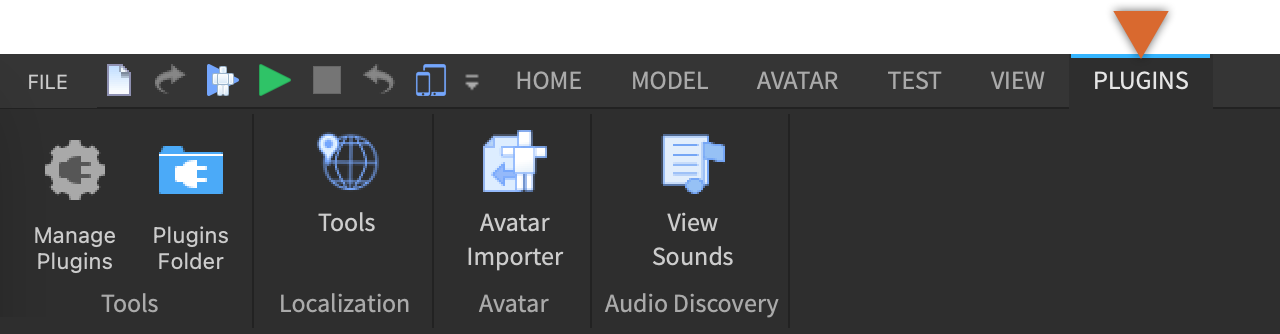 FILE HOME MODEL AVATAR TEST VIEW PLUGINS
Manage
Plugins
Plugins
Folder
Tools
Tools
Localization
Avatar
Importer
Avatar
View
Sounds
Audio Discovery